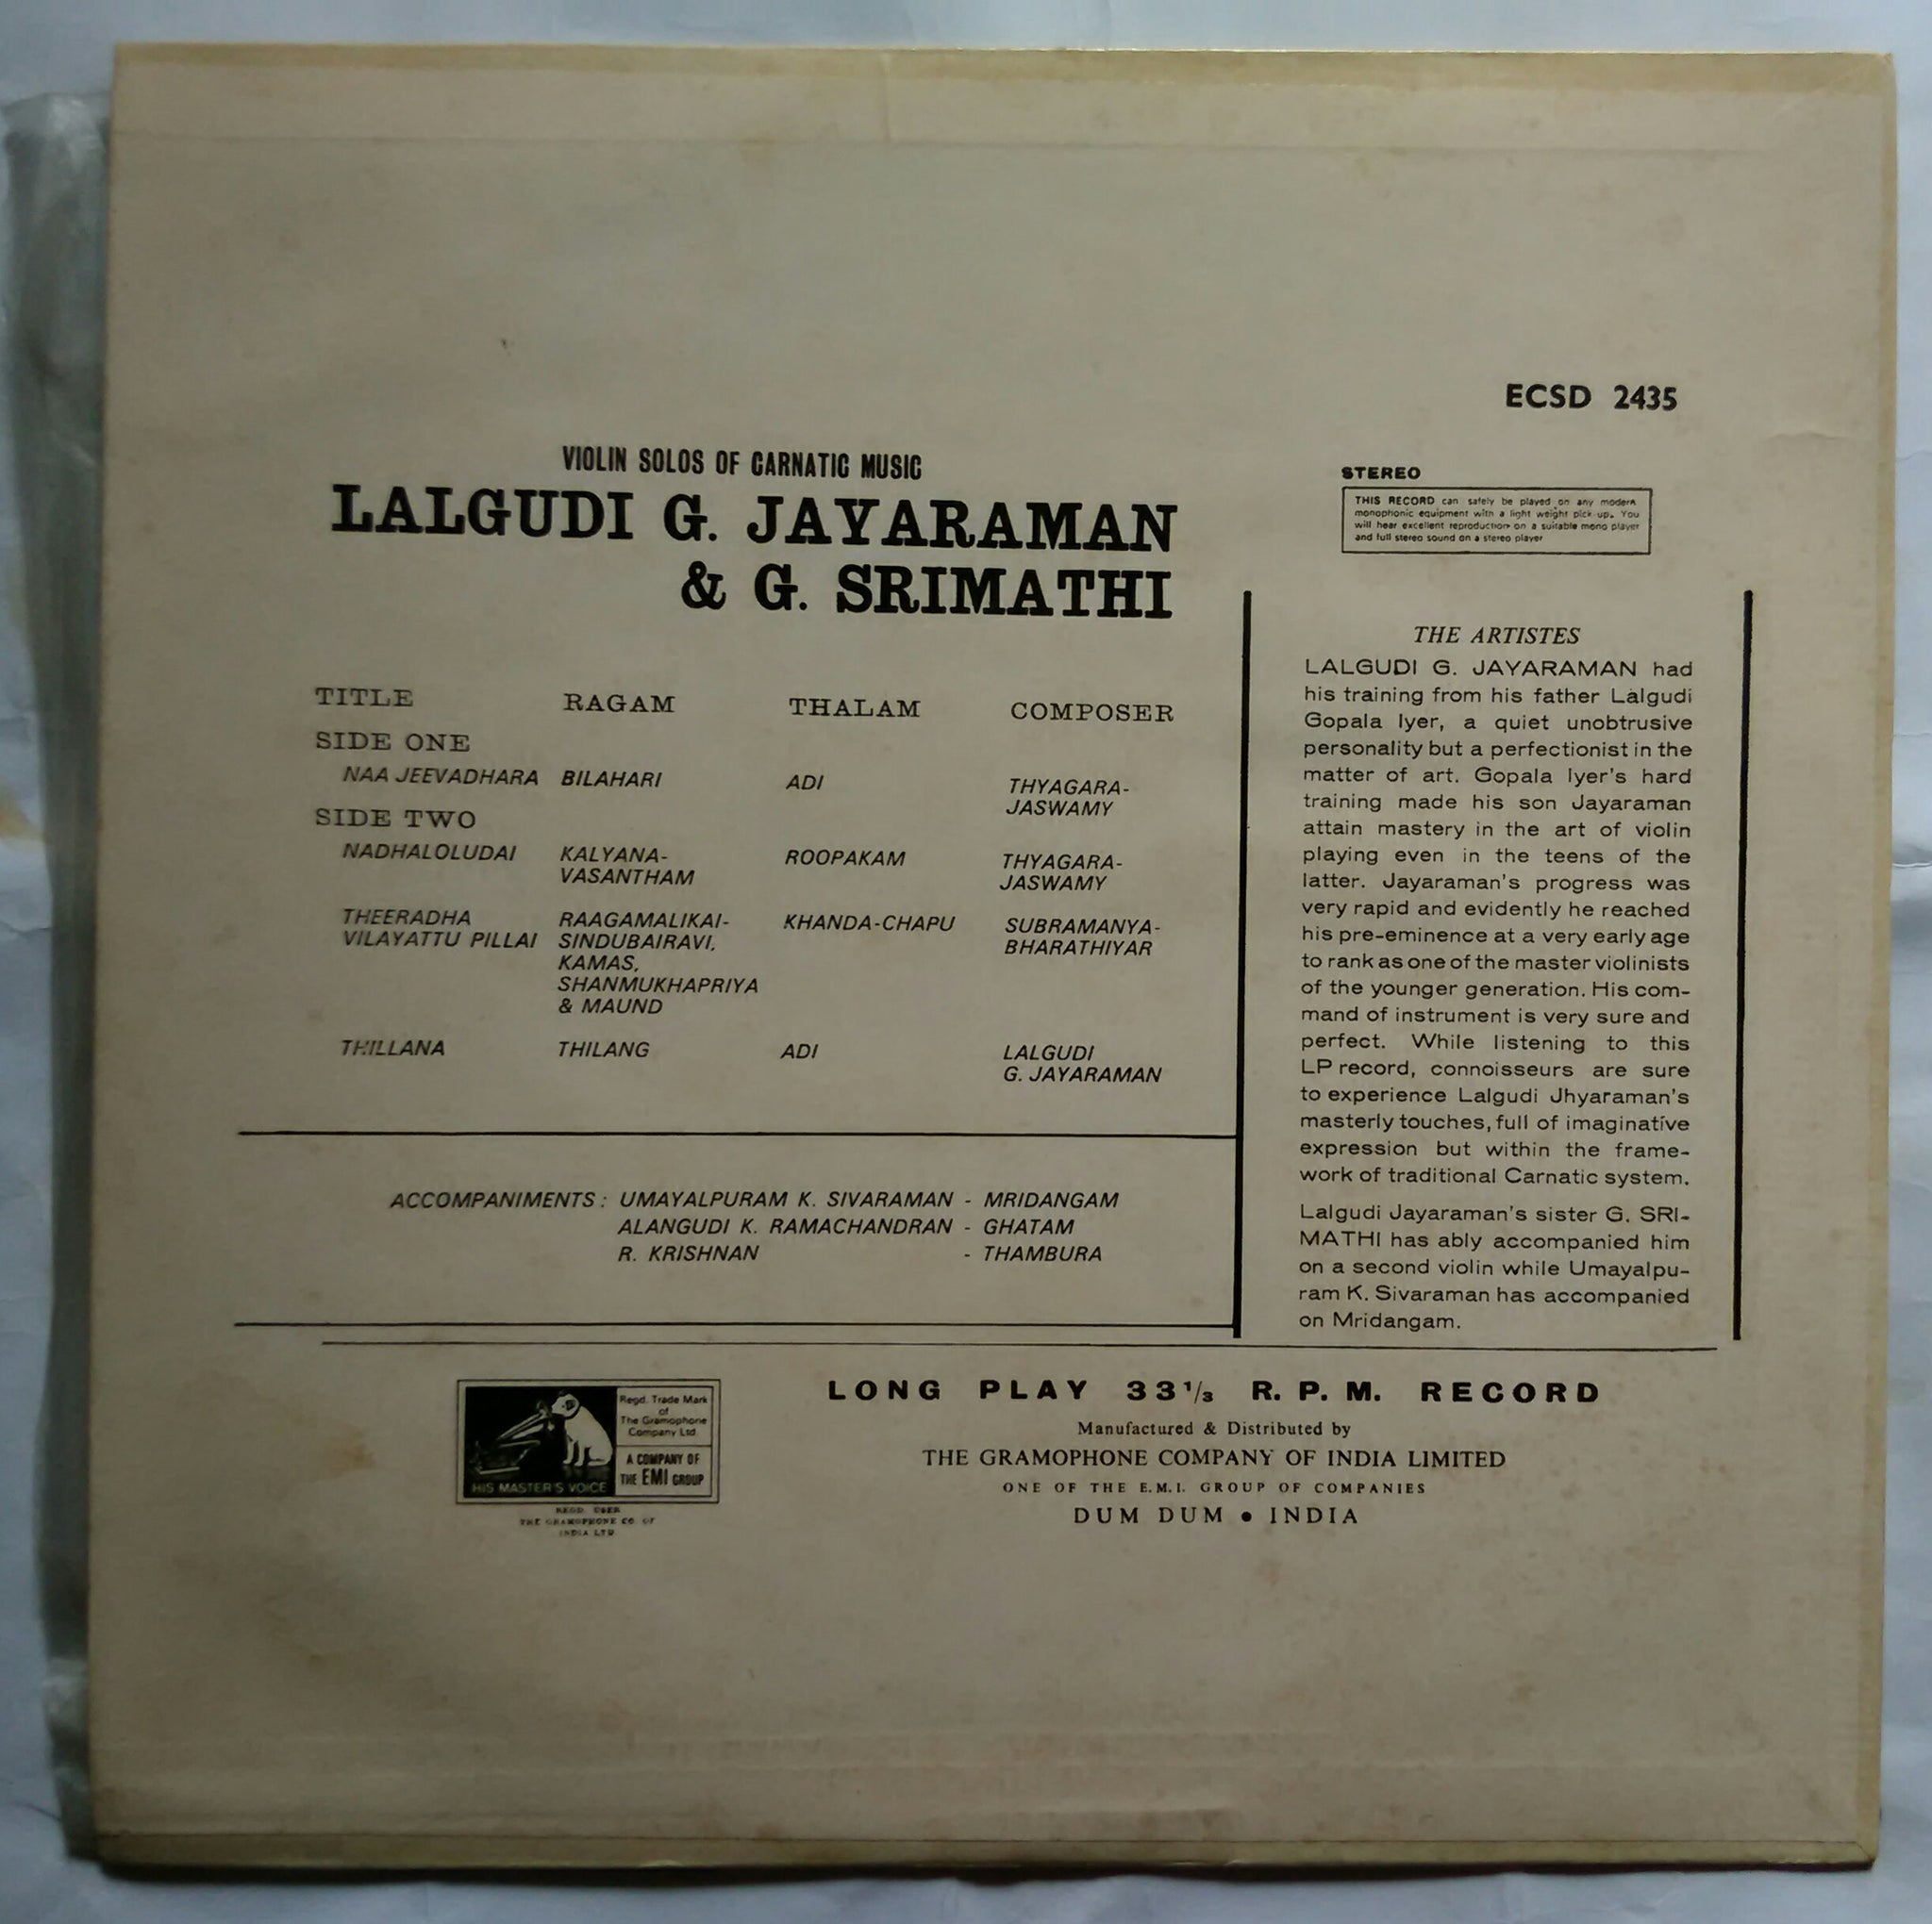 ECSD 2435
VIOLIN SOLOS OF CARNATIC MUSIC
LALGUDI G. JAYARAMAN
& G. SRIMATHI
STEREO
THIS RECORD can safely be played on any modern
monophonic equipment with a light weight pick-up. You
will hear excellent reproduction on a suitable mono player
and full stereo sound on a stereo player
TITLE RAGAM THALAM COMPOSER
SIDE ONE
NAA JEEVADHARA BILAHARI ADI THYAGARA-
JASWAMY
SIDE TWO
NADHALOLUDAI KALYANA- ROOPAKAM THYAGARA-
VASANTHAM JASWAMY
THEERADHA RAAGAMALIKAI- KHANDA-CHAPU SUBRAMANYA-
VILAYATTU PILLAI SINDUBAIRAVI, BHARATHIYAR
KAMAS,
SHANMUKHAPRIYA
& MAUND
THILLANA THILANG ADI LALGUDI
G. JAYARAMAN
ACCOMPANIMENTS : UMAYALPURAM K. SIVARAMAN - MRIDANGAM
ALANGUDI K. RAMACHANDRAN - GHATAM
R. KRISHNAN - THAMBURA
THE ARTISTES
LALGUDI G. JAYARAMAN had
his training from his father Lalgudi
Gopala Iyer, a quiet unobtrusive
personality but a perfectionist in the
matter of art. Gopala Iyer's hard
training made his son Jayaraman
attain mastery in the art of violin
playing even in the teens of the
latter. Jayaraman's progress was
very rapid and evidently he reached
his pre-eminence at a very early age
to rank as one of the master violinists
of the younger generation. His com-
mand of instrument is very sure and
perfect. While listening to this
LP record, connoisseurs are sure
to experience Lalgudi Jhyaraman's
masterly touches, full of imaginative
expression but within the frame-
work of traditional Carnatic system.
Lalgudi Jayaraman's sister G. SRI-
MATHI has ably accompanied him
on a second violin while Umayalpu-
ram K. Sivaraman has accompanied
on Mridangam.
Regd. Trade Mark
of
The Gramophone
Company Ltd
A COMPANY OF
THE EMI GROUP
HIS MASTER'S VOICE
REGD. USER
THE GRAMOPHONE CO. OF
INDIA LTD
LONG PLAY 33 1/3 R. P. M. RECORD
Manufactured & Distributed by
THE GRAMOPHONE COMPANY OF INDIA LIMITED
ONE OF THE E.M.I. GROUP OF COMPANIES
DUM DUM ● INDIA